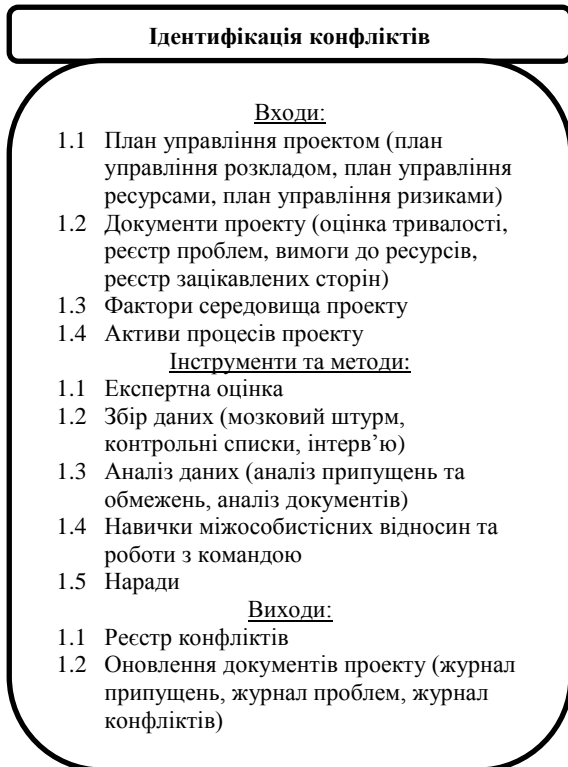 Ідентифікація конфліктів
Входи:
1.1 План управління проектом (план
управління розкладом, план управління
ресурсами, план управління ризиками)
1.2 Документи проекту (оцінка тривалості,
реєстр проблем, вимоги до ресурсів,
реєстр зацікавлених сторін)
1.3 Фактори середовища проекту
1.4 Активи процесів проекту
Інструменти та методи:
1.1 Експертна оцінка
1.2 Збір даних (мозковий штурм,
контрольні списки, інтерв’ю)
1.3 Аналіз даних (аналіз припущень та
обмежень, аналіз документів)
1.4 Навички міжособистісних відносин та
роботи з командою
1.5 Наради
Виходи:
1.1 Реєстр конфліктів
1.2 Оновлення документів проекту (журнал
припущень, журнал проблем, журнал
конфліктів)